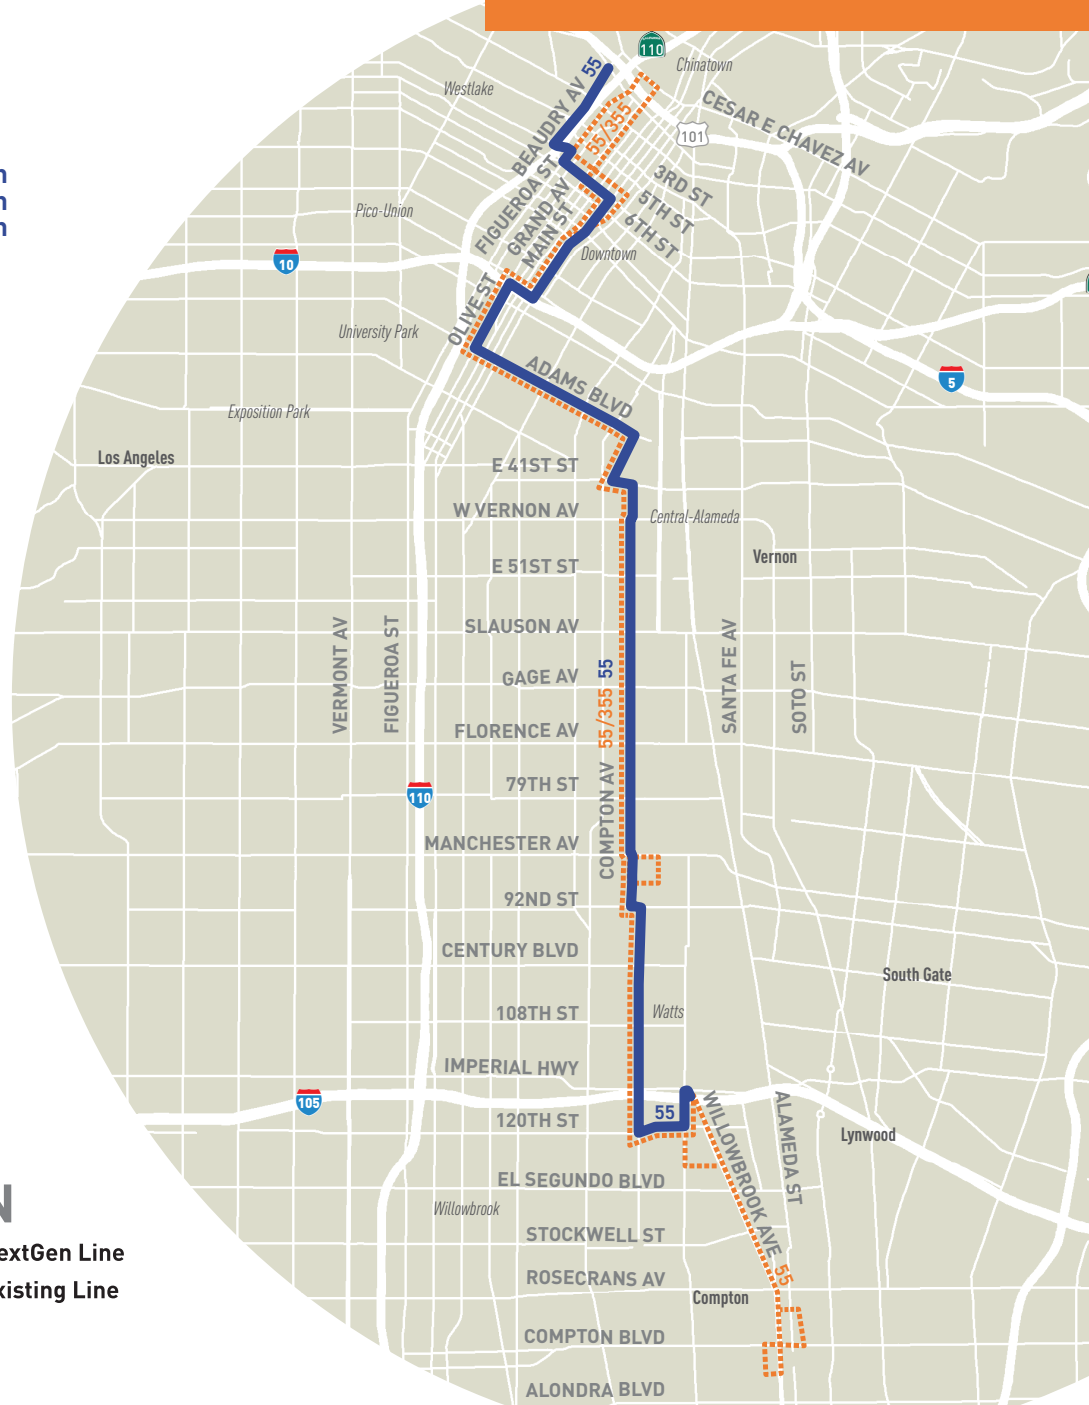 110
Chinatown
Westlake
BEAUDRY AV
55
55/355
CESAR E CHAVEZ AV
101
3RD ST
5TH ST
6TH ST
Pico-Union
FIGUEROA ST
GRAND AV
MAIN ST
Downtown
10
OLIVE ST
University Park
ADAMS BLVD
5
Exposition Park
Los Angeles
E 41ST ST
W VERNON AV
Central-Alameda
Vernon
E 51ST ST
SLAUSON AV
VERMONT AV
FIGUEROA ST
GAGE AV
55/355 55
SANTA FE AV
SOTO ST
FLORENCE AV
79TH ST
110
COMPTON AV
MANCHESTER AV
92ND ST
CENTURY BLVD
South Gate
108TH ST
Watts
IMPERIAL HWY
105
120TH ST
55
WILLOWBROOK AVE
55
ALAMEDA ST
Lynwood
EL SEGUNDO BLVD
Willowbrook
STOCKWELL ST
ROSECRANS AV
Compton
COMPTON BLVD
ALONDRA BLVD
n
n
n
N
extGen Line
xisting Line